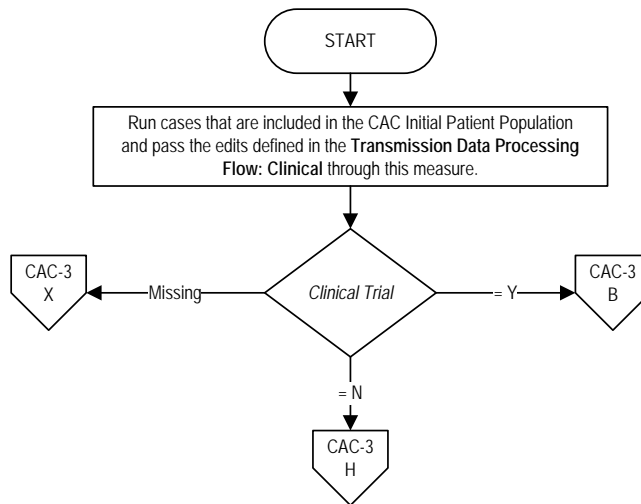 START
Run cases that are included in the CAC Initial Patient Population
and pass the edits defined in the Transmission Data Processing
Flow: Clinical through this measure.
CAC-3
X
Missing
Clinical Trial
= Y
CAC-3
B
= N
CAC-3
H